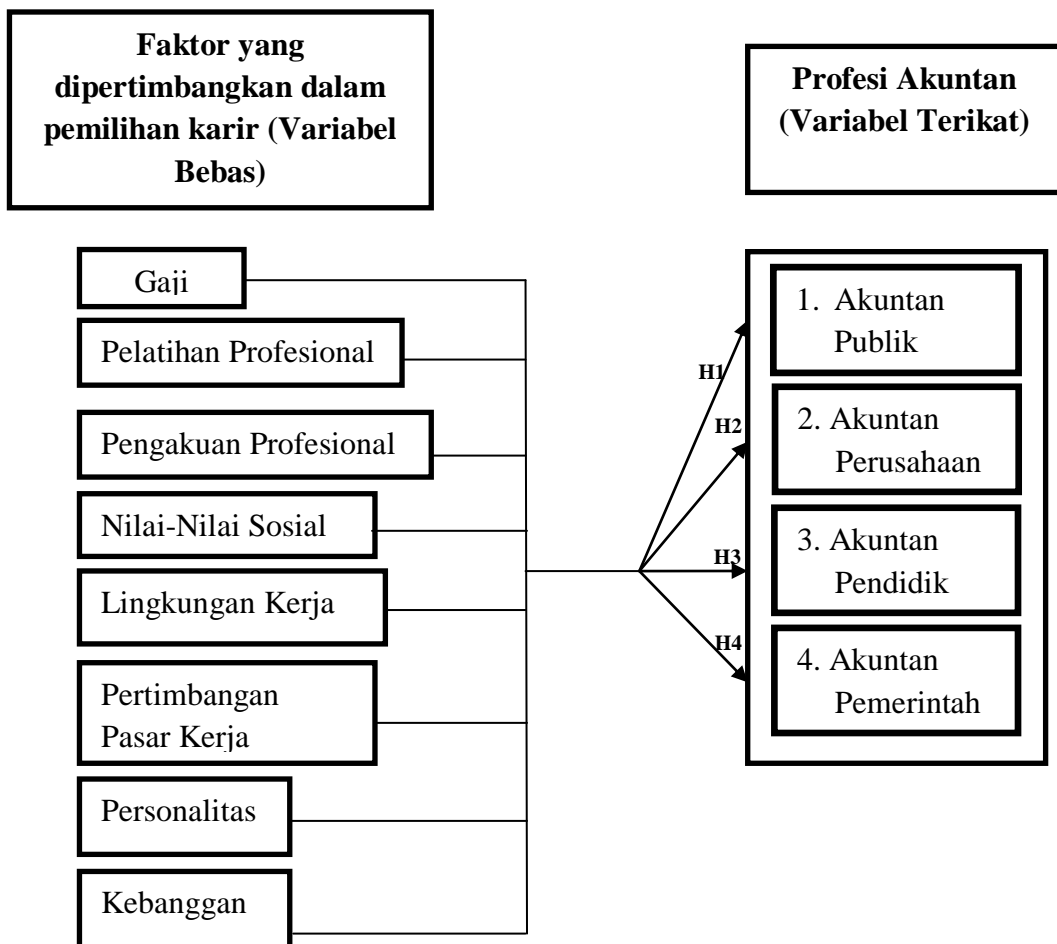 Faktor yang
dipertimbangkan dalam
pemilihan karir (Variabel
Bebas)
Profesi Akuntan
(Variabel Terikat)
Gaji
Pelatihan Profesional
Pengakuan Profesional
Nilai-Nilai Sosial
Lingkungan Kerja
Pertimbangan
Pasar Kerja
Personalitas
Kebanggan
H1
H2
H3
H4
1. Akuntan
Publik
2. Akuntan
Perusahaan
3. Akuntan
Pendidik
4. Akuntan
Pemerintah